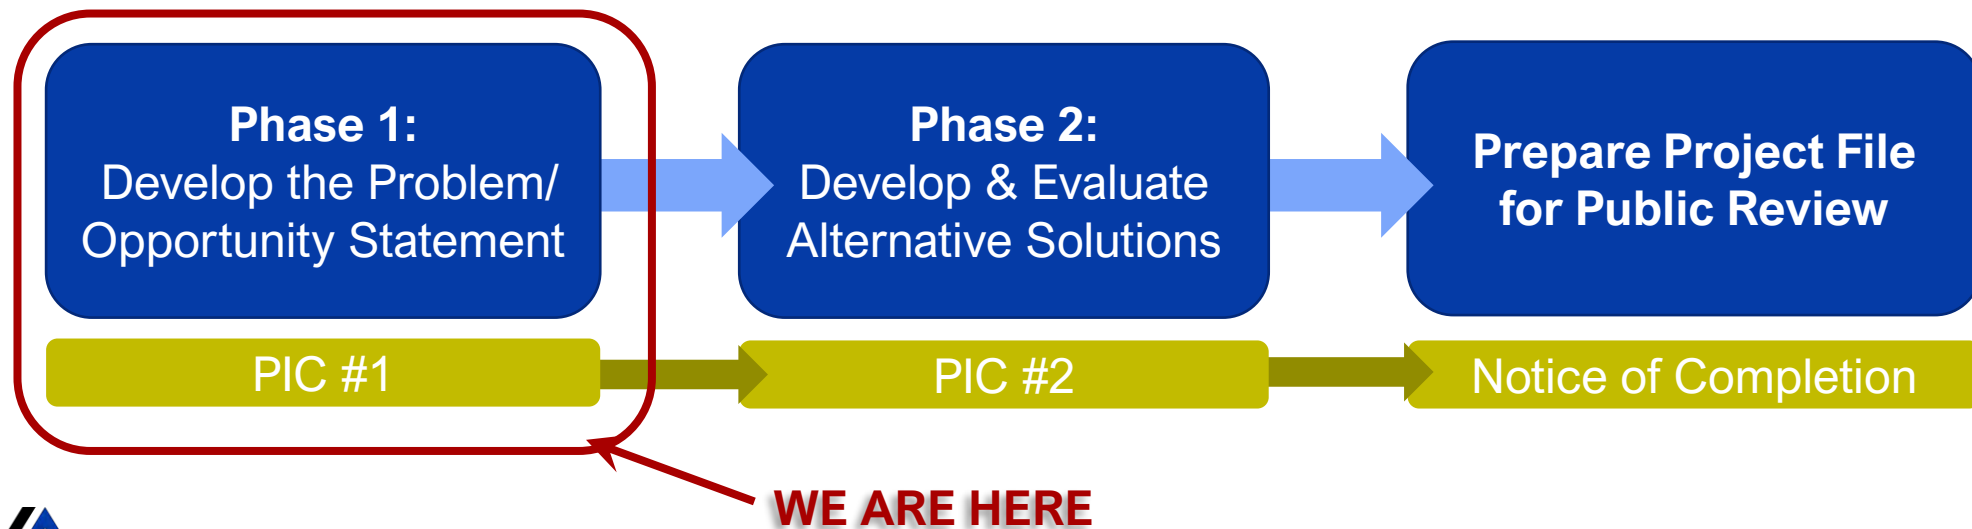 Phase 1:
Develop the Problem/
Opportunity Statement
Phase 2:
Develop & Evaluate
Alternative Solutions
Prepare Project File
for Public Review
PIC #1
PIC #2
Notice of Completion
WE ARE HERE